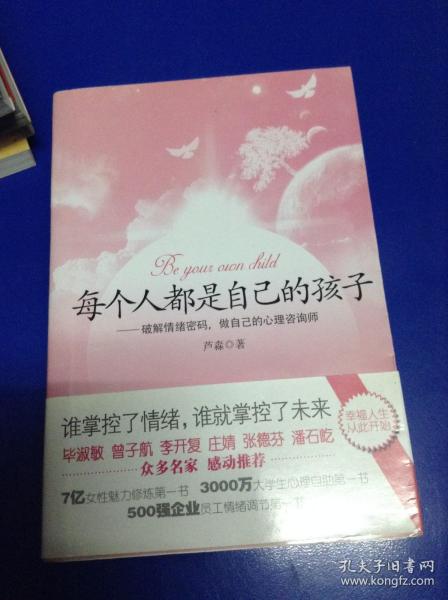 Be your own child
每个人都是自己的孩子
——破解情绪密码，做自己的心理咨询师
芦森◎著
谁掌控了情绪，谁就掌控了未来
毕淑敏 曾子航 李开复 庄婧 张德芬 潘石屹
众多名家 感动推荐
7亿女性魅力修炼第一书 3000万大学生心理自助第一书
500强企业员工情绪调节第一书
幸福人生
从此开始
孔夫子旧书网
www.kongfz.com